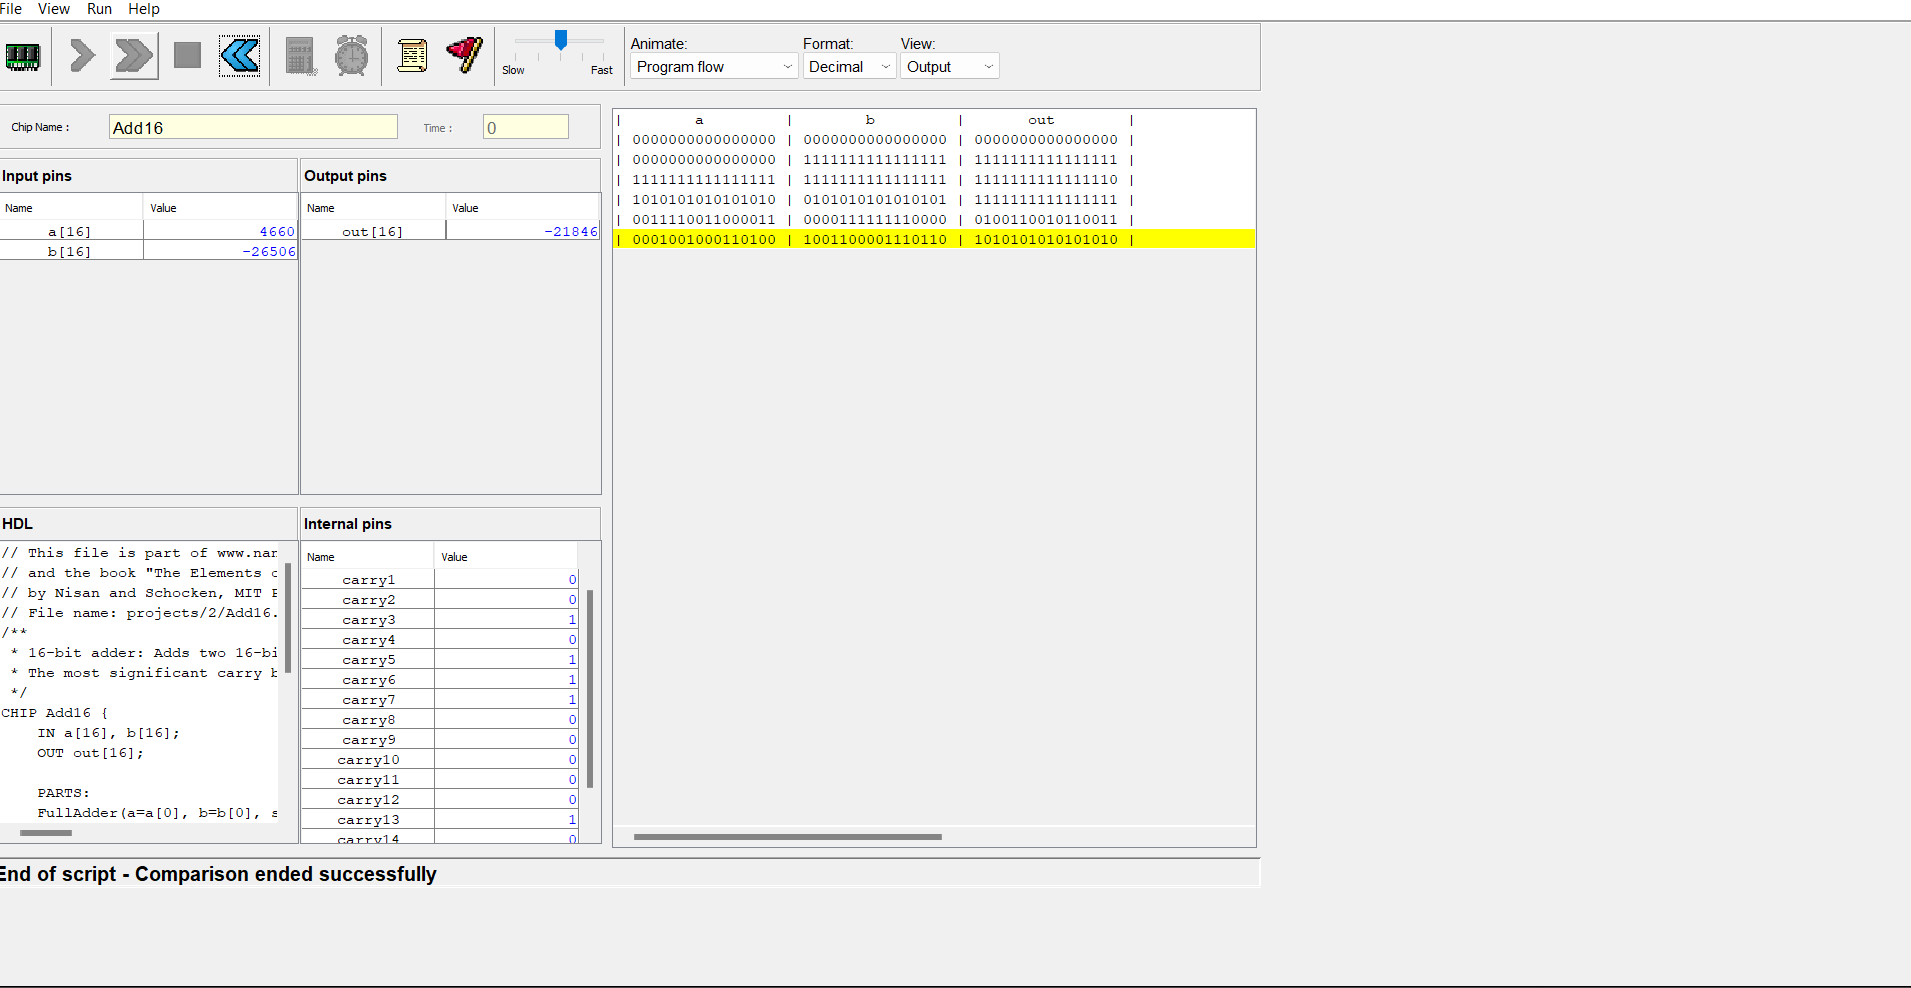 File View Run Help
Slow Fast
Animate: Format: View:
Program flow Decimal Output
Chip Name : Add16 Time : 0
Input pins
Name Value
a[16] 4660
b[16] -26506
Output pins
Name Value
out[16] -21846
| a | b | out |
| 0000000000000000 | 0000000000000000 | 0000000000000000 |
| 0000000000000000 | 1111111111111111 | 1111111111111111 |
| 1111111111111111 | 1111111111111111 | 1111111111111110 |
| 1010101010101010 | 0101010101010101 | 1111111111111111 |
| 0011110011000011 | 0000111111110000 | 0100110010110011 |
| 0001001000110100 | 1001100001110110 | 1010101010101010 |
HDL
// This file is part of www.nan
// and the book "The Elements o
// by Nisan and Schocken, MIT P
// File name: projects/2/Add16.
/**
* 16-bit adder: Adds two 16-bi
* The most significant carry b
*/
CHIP Add16 {
IN a[16], b[16];
OUT out[16];
PARTS:
FullAdder(a=a[0], b=b[0], s
Internal pins
Name Value
carry1 0
carry2 0
carry3 1
carry4 0
carry5 1
carry6 1
carry7 1
carry8 0
carry9 0
carry10 0
carry11 0
carry12 0
carry13 1
carry14 0
End of script - Comparison ended successfully